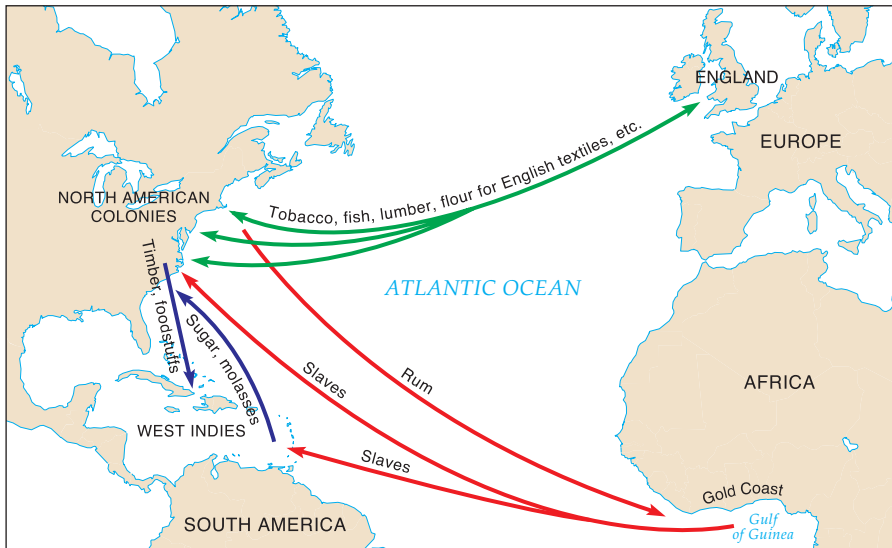 ENGLAND
EUROPE
NORTH AMERICAN
COLONIES
Tobacco, fish, lumber, flour for English textiles, etc.
Timber, foodstuffs
Sugar, molasses
ATLANTIC OCEAN
Slaves
Rum
AFRICA
WEST INDIES
Slaves
Gold Coast
SOUTH AMERICA
Gulf
of Guinea